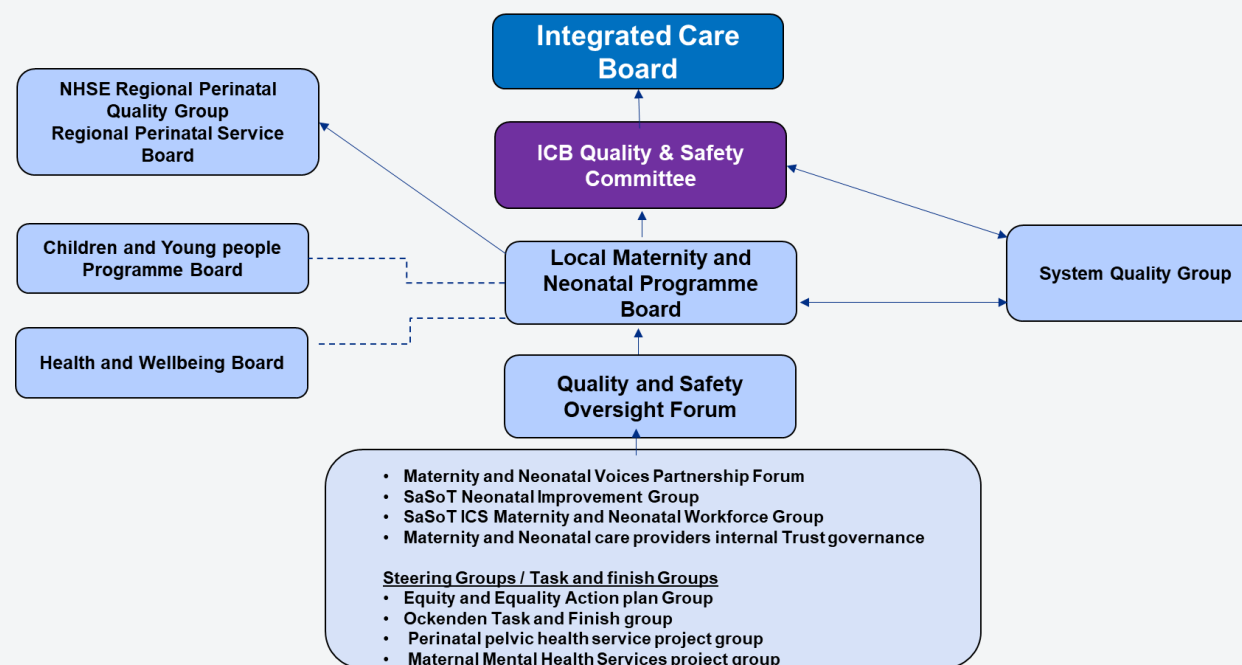 Integrated Care
Board
NHSE Regional Perinatal
Quality Group
Regional Perinatal Service
Board
ICB Quality & Safety
Committee
Children and Young people
Programme Board
Local Maternity and
Neonatal Programme
Board
System Quality Group
Health and Wellbeing Board
Quality and Safety
Oversight Forum
• Maternity and Neonatal Voices Partnership Forum
• SaSoT Neonatal Improvement Group
• SaSoT ICS Maternity and Neonatal Workforce Group
• Maternity and Neonatal care providers internal Trust governance
Steering Groups / Task and finish Groups
• Equity and Equality Action plan Group
• Ockenden Task and Finish group
• Perinatal pelvic health service project group
• Maternal Mental Health Services project group